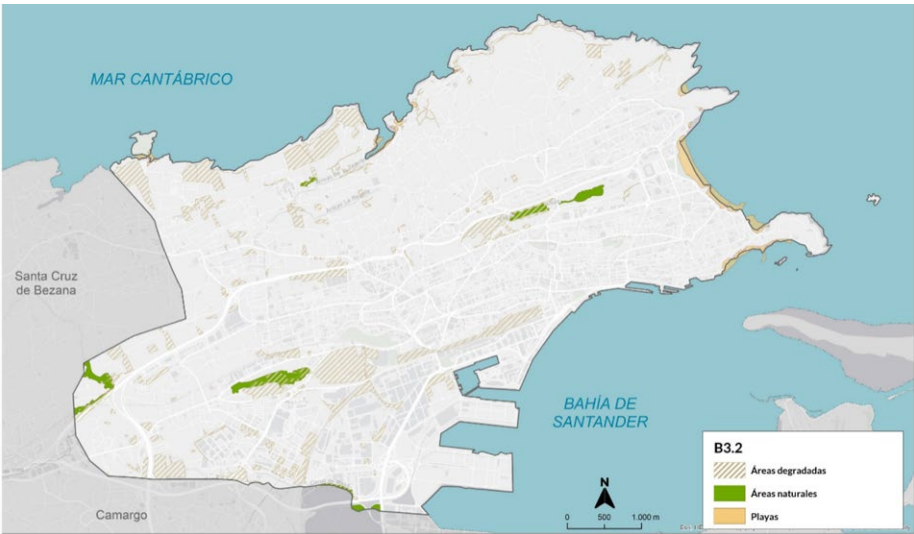 MAR CANTÁBRICO
Santa Cruz
de Bezana
BAHÍA DE
SANTANDER
Camargo
N
0 500 1.000 m
B3.2
Áreas degradadas
Áreas naturales
Playas